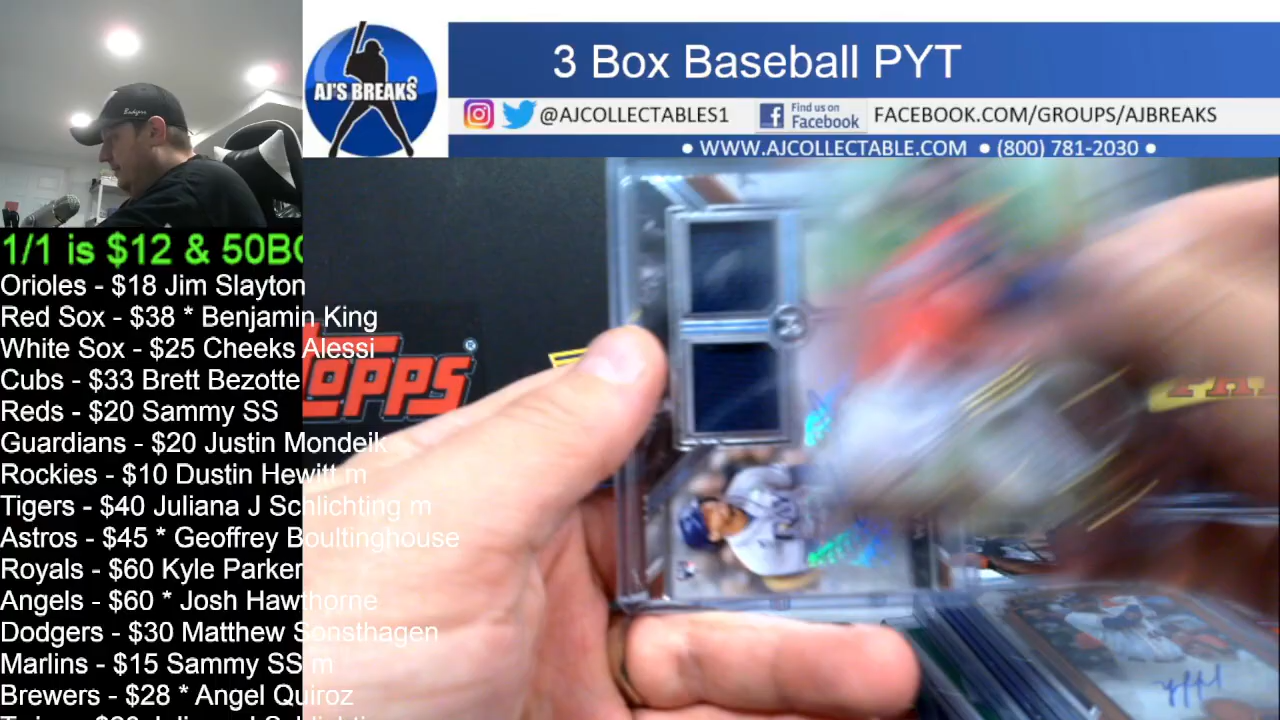 3 Box Baseball PYT
AJ'S BREAKS
@AJCOLLECTABLES1
Find us on
Facebook
FACEBOOK.COM/GROUPS/AJBREAKS
• WWW.AJCOLLECTABLE.COM • (800) 781-2030 •
1/1 is $12 & 50BO
Orioles - $18 Jim Slayton
Red Sox - $38 * Benjamin King
White Sox - $25 Cheeks Alessi
Cubs - $33 Brett Bezotte
Reds - $20 Sammy SS
Guardians - $20 Justin Mondeik
Rockies - $10 Dustin Hewitt m
Tigers - $40 Juliana J Schlichting m
Astros - $45 * Geoffrey Boultinghouse
Royals - $60 Kyle Parker
Angels - $60 * Josh Hawthorne
Dodgers - $30 Matthew Sonsthagen
Marlins - $15 Sammy SS m
Brewers - $28 * Angel Quiroz
Topps